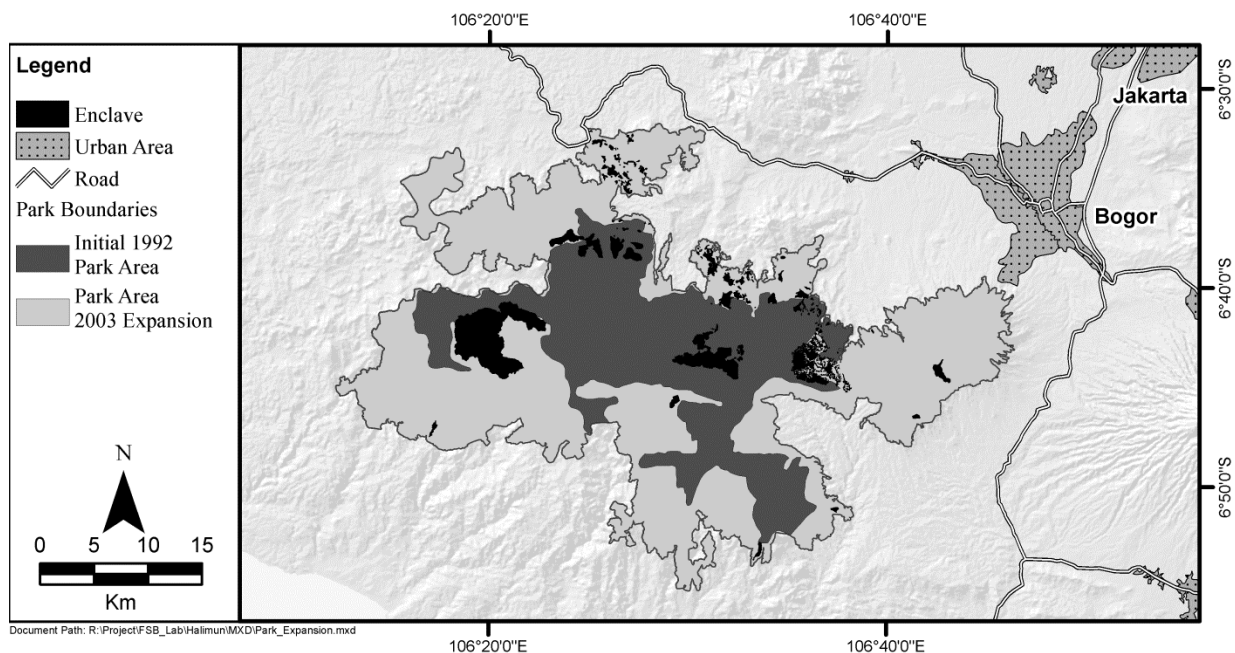 106°20'0"E
106°40'0"E
Legend
Enclave
Urban Area
Road
Park Boundaries
Initial 1992
Park Area
Park Area
2003 Expansion
N
0 5 10 15
Km
Jakarta
Bogor
6°30'0"S
6°40'0"S
6°50'0"S
Document Path: R:\Project\FSB_Lab\Halimun\MXD\Park_Expansion.mxd
106°20'0"E
106°40'0"E